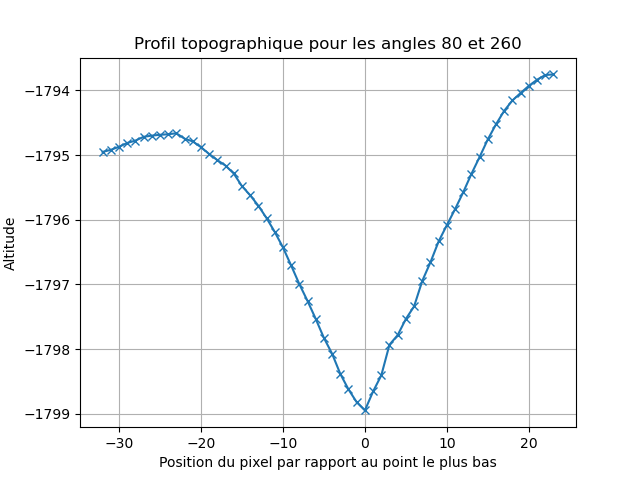 Profil topographique pour les angles 80 et 260
−1794
−1795
−1796
−1797
−1798
−1799
Altitude
−30 −20 −10 0 10 20
Position du pixel par rapport au point le plus bas